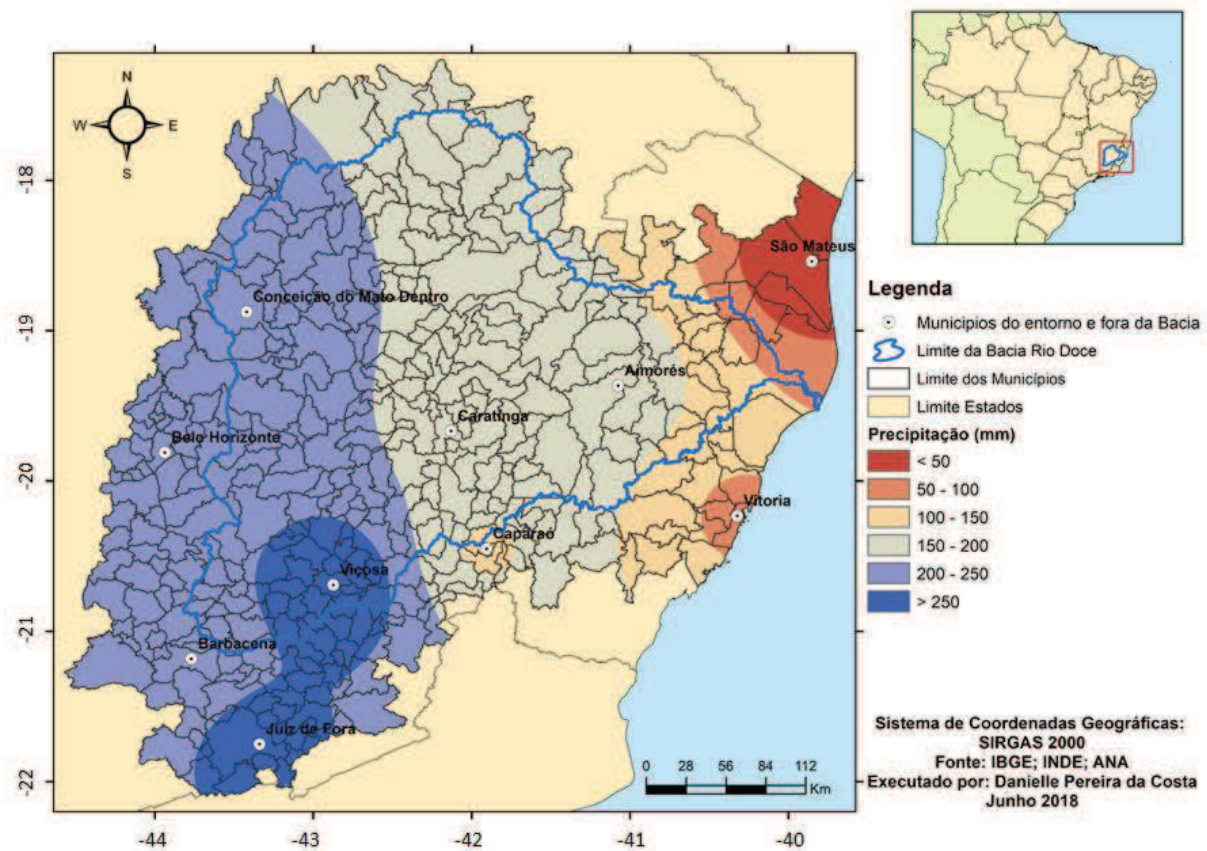 N
W
E
S
-18
-19
-20
-21
-22
-44
-43
-42
-41
-40
São Mateus
Conceição do Mato Dentro
Aimorés
Caratinga
Belo Horizonte
Vitoria
Caparaó
Viçosa
Barbacena
Juiz de Fora
0 28 56 84 112
Km
Legenda
Municípios do entorno e fora da Bacia
Limite da Bacia Rio Doce
Limite dos Municípios
Limite Estados
Precipitação (mm)
< 50
50 - 100
100 - 150
150 - 200
200 - 250
> 250
Sistema de Coordenadas Geográficas:
SIRGAS 2000
Fonte: IBGE; INDE; ANA
Executado por: Danielle Pereira da Costa
Junho 2018